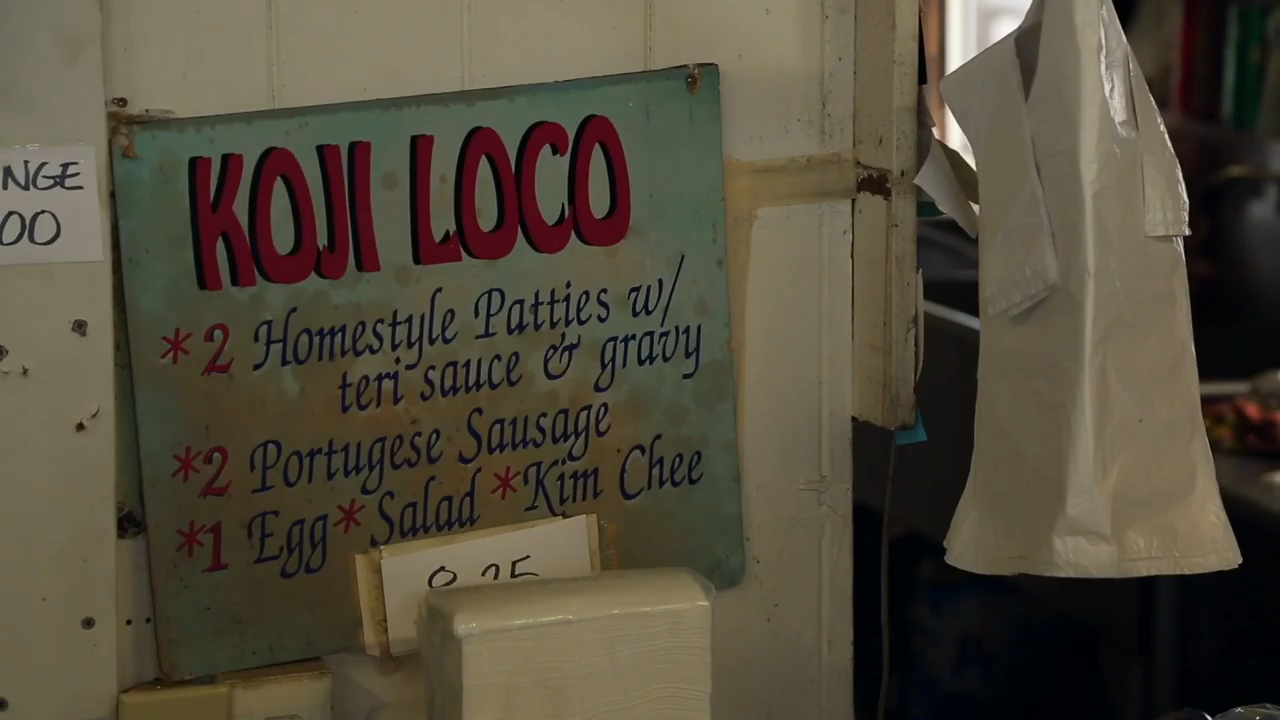 KOJI LOCO
*2 Homestyle Patties w/
teri sauce & gravy
*2 Portugese Sausage
*1 Egg *Salad *Kim Chee
NGE
00